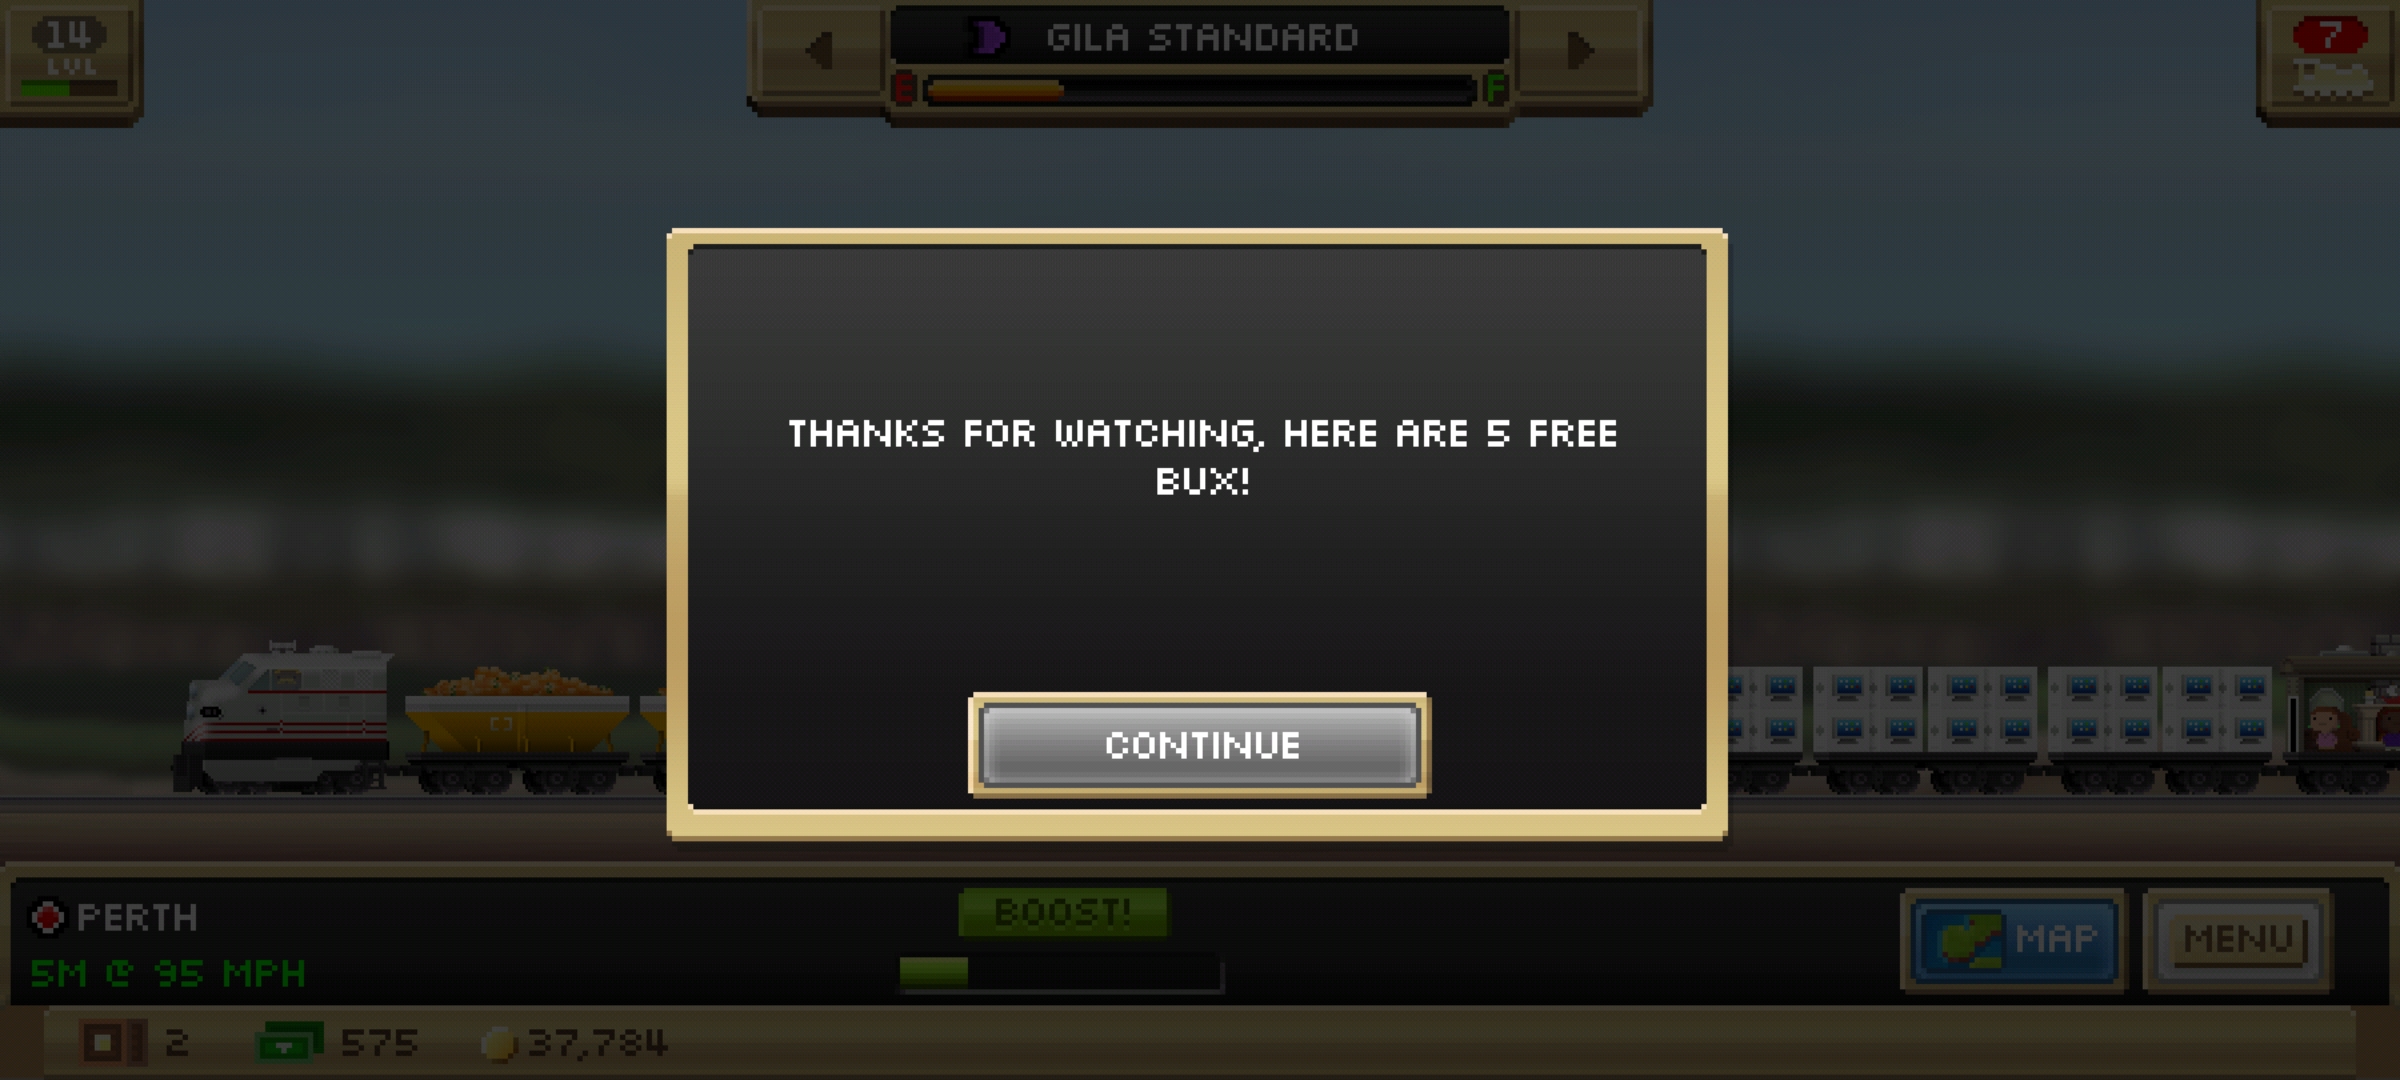 14
LVL
GILA STANDARD
E F
7
THANKS FOR WATCHING, HERE ARE 5 FREE
BUX!
CONTINUE
PERTH
5M @ 95 MPH
BOOST!
MAP
MENU
2 575 37,784